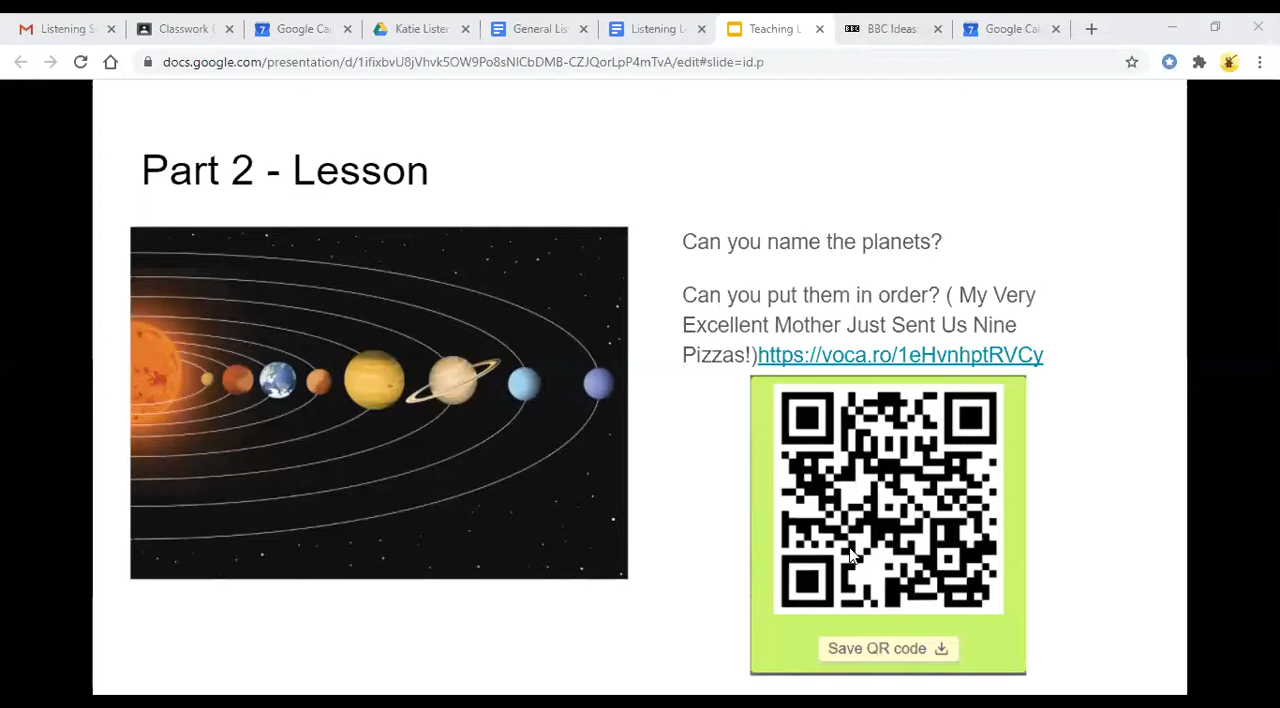 Listening S
Classwork f
Google Ca
Katie Lister
General Lis
Listening L
Teaching L
BBC Ideas
Google Cal
docs.google.com/presentation/d/1ifixbvU8jVhvk5OW9Po8sNlCbDMB-CZJQorLpP4mTvA/edit#slide=id.p
Part 2 - Lesson
Can you name the planets?
Can you put them in order? ( My Very
Excellent Mother Just Sent Us Nine
Pizzas!)https://voca.ro/1eHvnhptRVCy
Save QR code